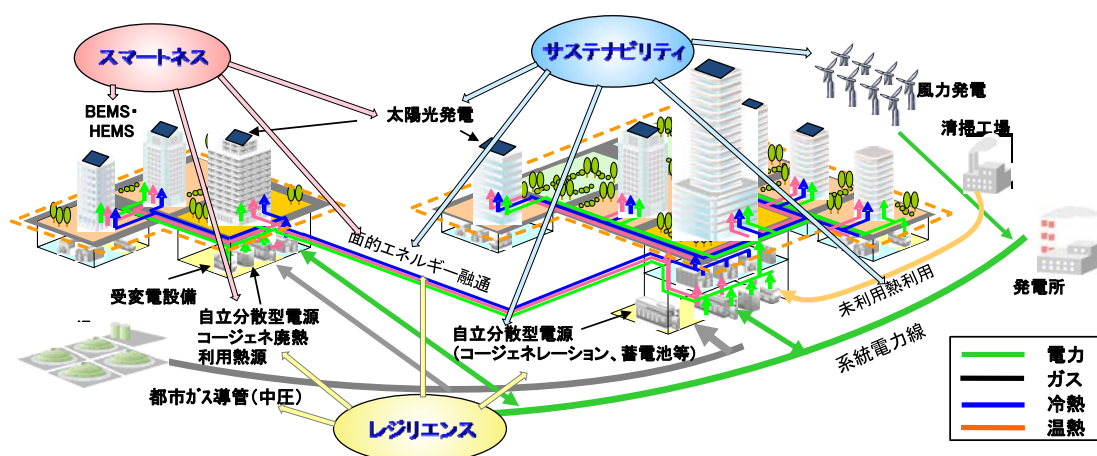 スマートネス
サステナビリティ
BEMS・
HEMS
太陽光発電
風力発電
清掃工場
面的エネルギー融通
受変電設備
自立分散型電源
コージェネ廃熱
利用熱源
自立分散型電源
(コージェネレーション、蓄電池等)
未利用熱利用
発電所
系統電力線
都市ガス導管(中圧)
レジリエンス
電力
ガス
冷熱
温熱